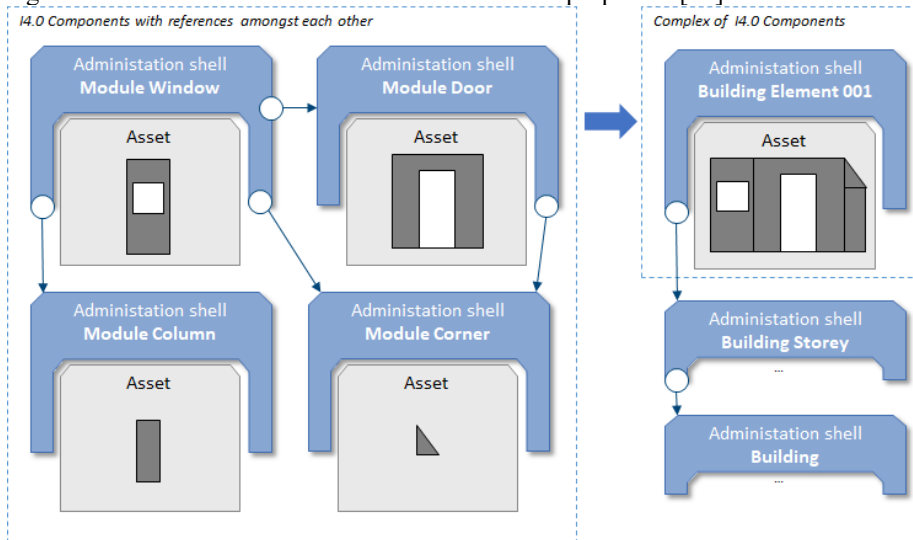 I4.0 Components with references amongst each other
Complex of I4.0 Components
Administation shell
Module Window
Asset
Administation shell
Module Door
Asset
Administation shell
Building Element 001
Asset
Administation shell
Module Column
Asset
Administation shell
Module Corner
Asset
Administation shell
Building Storey
...
Administation shell
Building
...